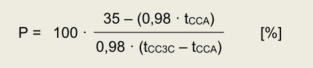 35 – (0,98 · tCCA)
P = 100 · [%]
0,98 · (tCC3C – tCCA)